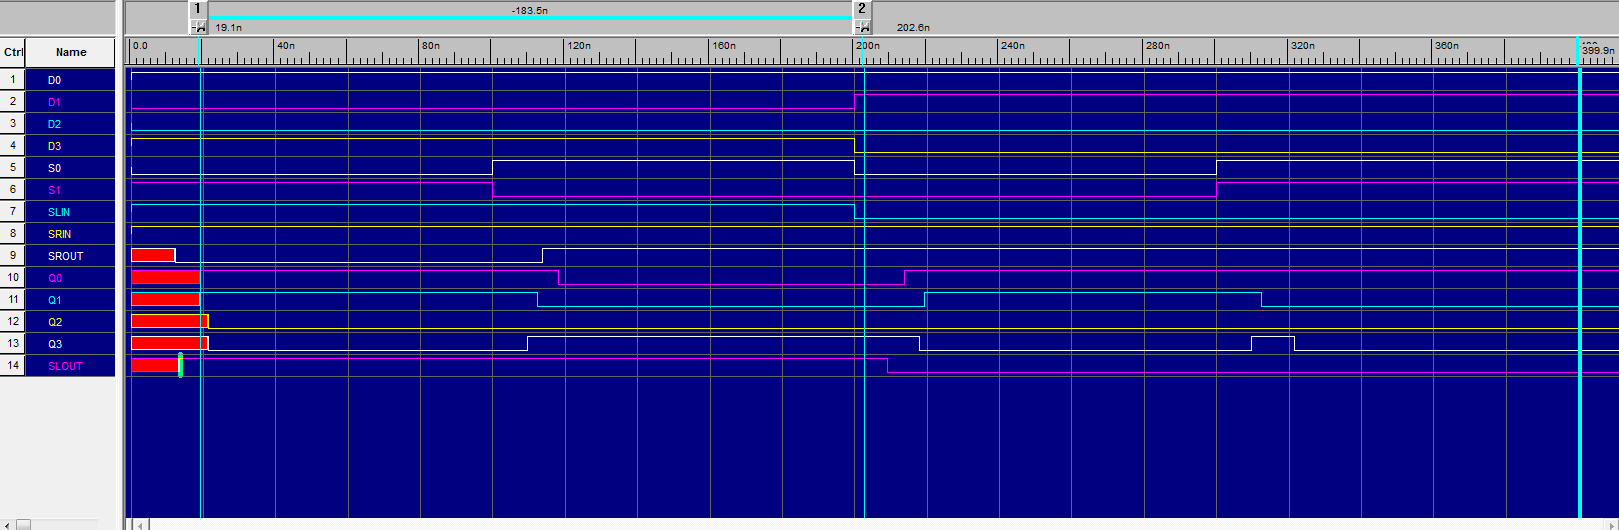 1
-183.5n
2
19.1n
202.6n
Ctrl Name
0.0 40n 80n 120n 160n 200n 240n 280n 320n 360n
399.9n
1 D0
2 D1
3 D2
4 D3
5 S0
6 S1
7 SLIN
8 SRIN
9 SROUT
10 Q0
11 Q1
12 Q2
13 Q3
14 SLOUT